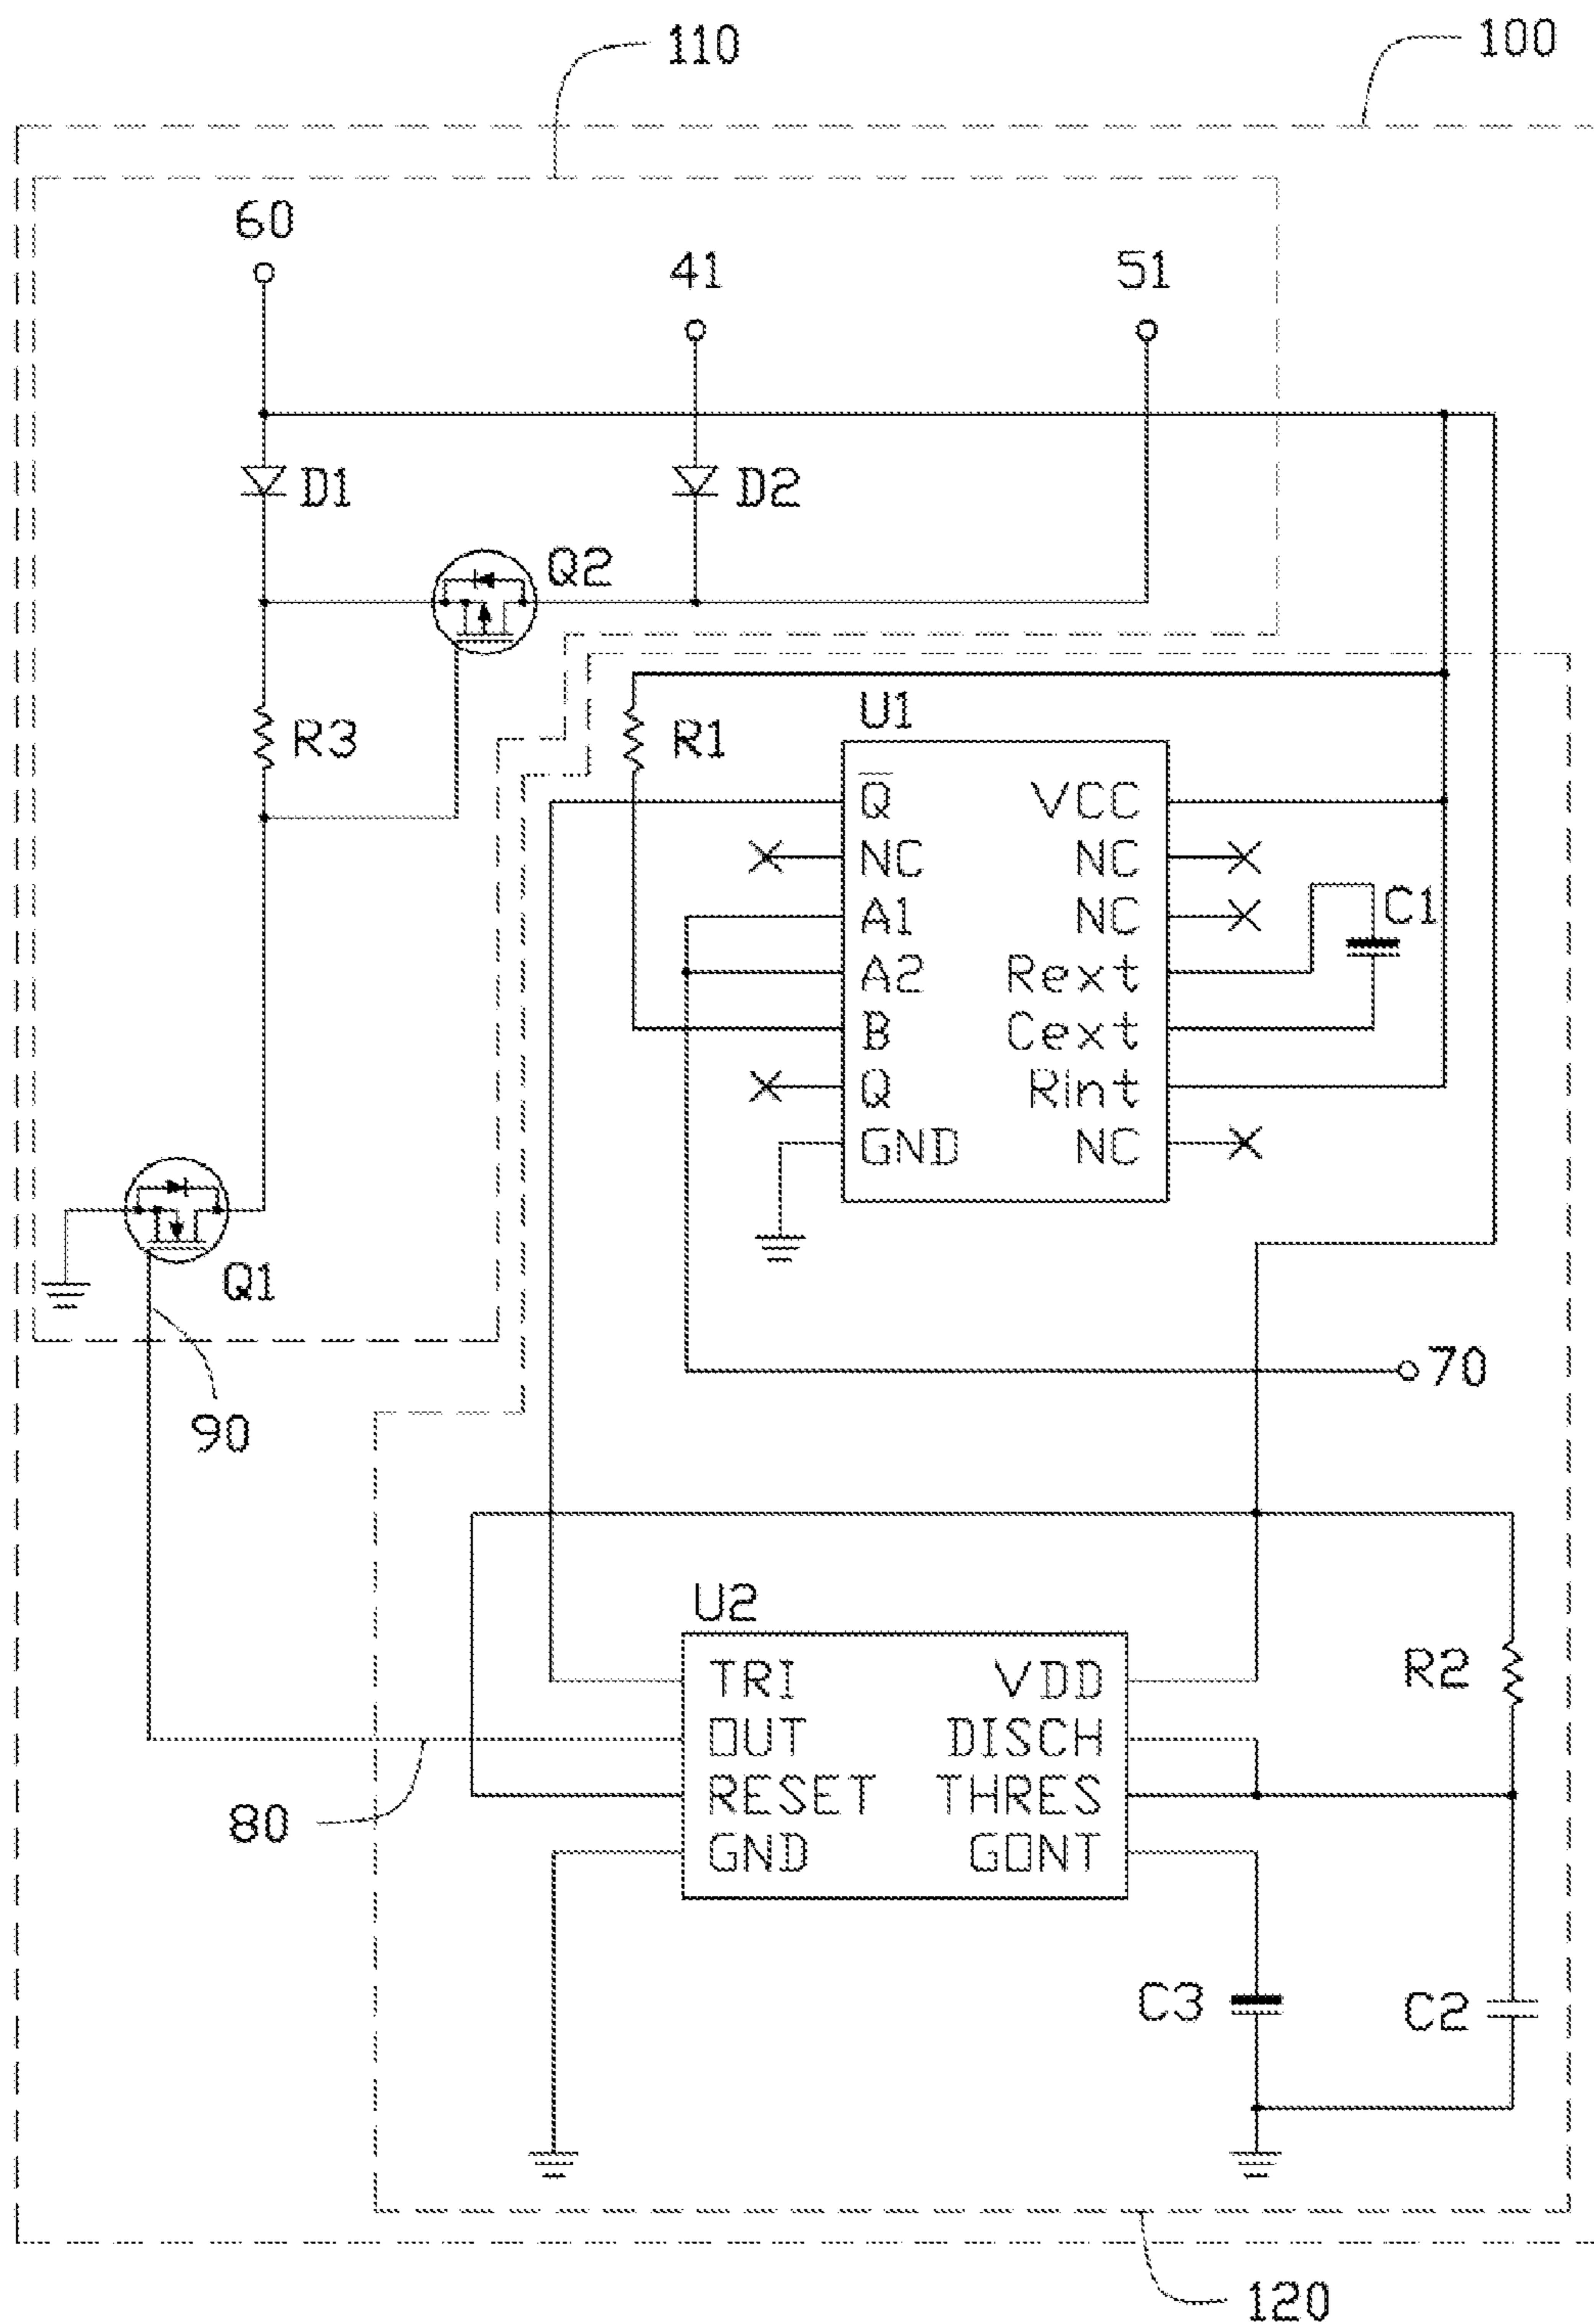 110
100
60
41
51
D1
D2
Q2
R3
R1
U1
Q VCC
NC NC
A1 NC
C1
A2 Rext
B Cext
Q Rint
GND NC
Q1
70
90
U2
R2
TRI VDD
OUT DISCH
RESET THRES
80
GND GONT
C3
C2
120